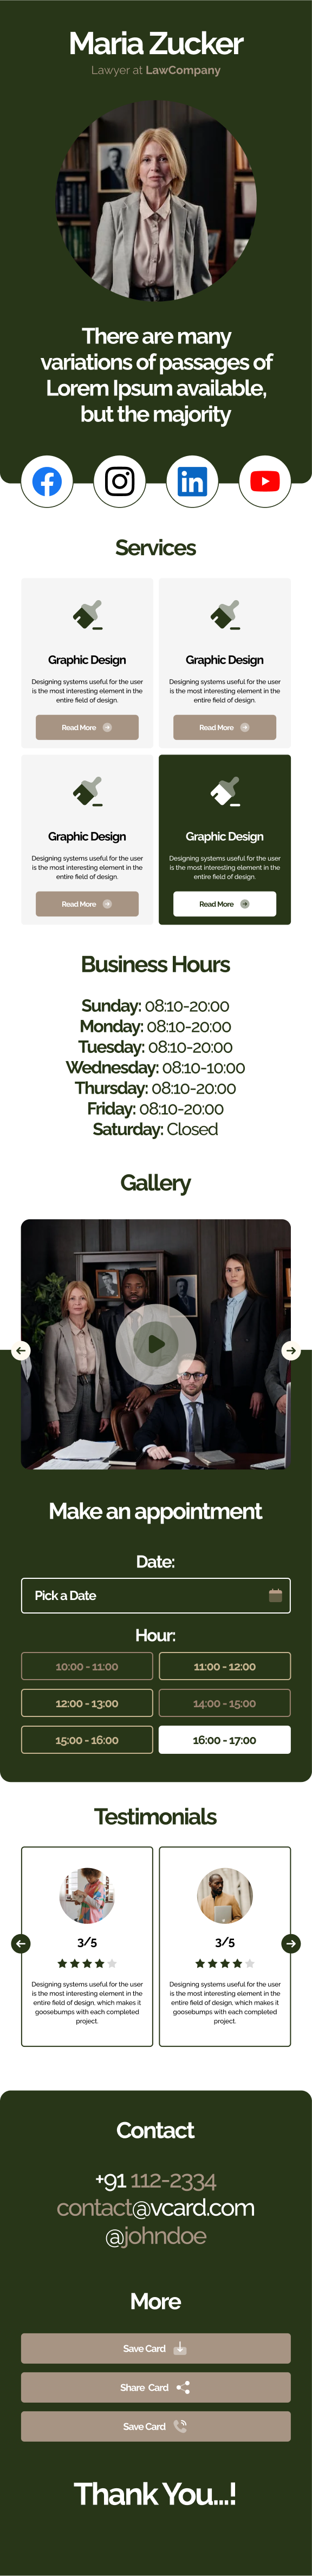 Maria Zucker
Lawyer at LawCompany
There are many
variations of passages of
Lorem Ipsum available,
but the majority
Services
Graphic Design
Designing systems useful for the user
is the most interesting element in the
entire field of design.
Read More
Graphic Design
Designing systems useful for the user
is the most interesting element in the
entire field of design.
Read More
Graphic Design
Designing systems useful for the user
is the most interesting element in the
entire field of design.
Read More
Graphic Design
Designing systems useful for the user
is the most interesting element in the
entire field of design.
Read More
Business Hours
Sunday: 08:10-20:00
Monday: 08:10-20:00
Tuesday: 08:10-20:00
Wednesday: 08:10-10:00
Thursday: 08:10-20:00
Friday: 08:10-20:00
Saturday: Closed
Gallery
Make an appointment
Date:
Pick a Date
Hour:
10:00 - 11:00
11:00 - 12:00
12:00 - 13:00
14:00 - 15:00
15:00 - 16:00
16:00 - 17:00
Testimonials
3/5
Designing systems useful for the user
is the most interesting element in the
entire field of design, which makes it
goosebumps with each completed
project.
3/5
Designing systems useful for the user
is the most interesting element in the
entire field of design, which makes it
goosebumps with each completed
project.
Contact
+91 112-2334
contact@vcard.com
@johndoe
More
Save Card
Share Card
Save Card
Thank You...!